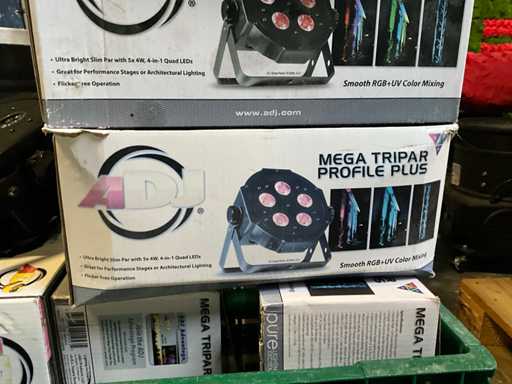 • Ultra Bright Slim Par with 5x 4W, 4-in-1 Quad LEDs
• Great for Performance Stages or Architectural Lighting
• Flicker Free Operation
Smooth RGB+UV Color Mixing
www.adj.com
ADJ
®
MEGA TRIPAR
PROFILE PLUS
• Ultra Bright Slim Par with 5x 4W, 4-in-1 Quad LEDs
• Great for Performance Stages or Architectural Lighting
• Flicker Free Operation
Smooth RGB+UV Color Mixi
MEGA TRIPAR
pure
MEGA TRIPAR